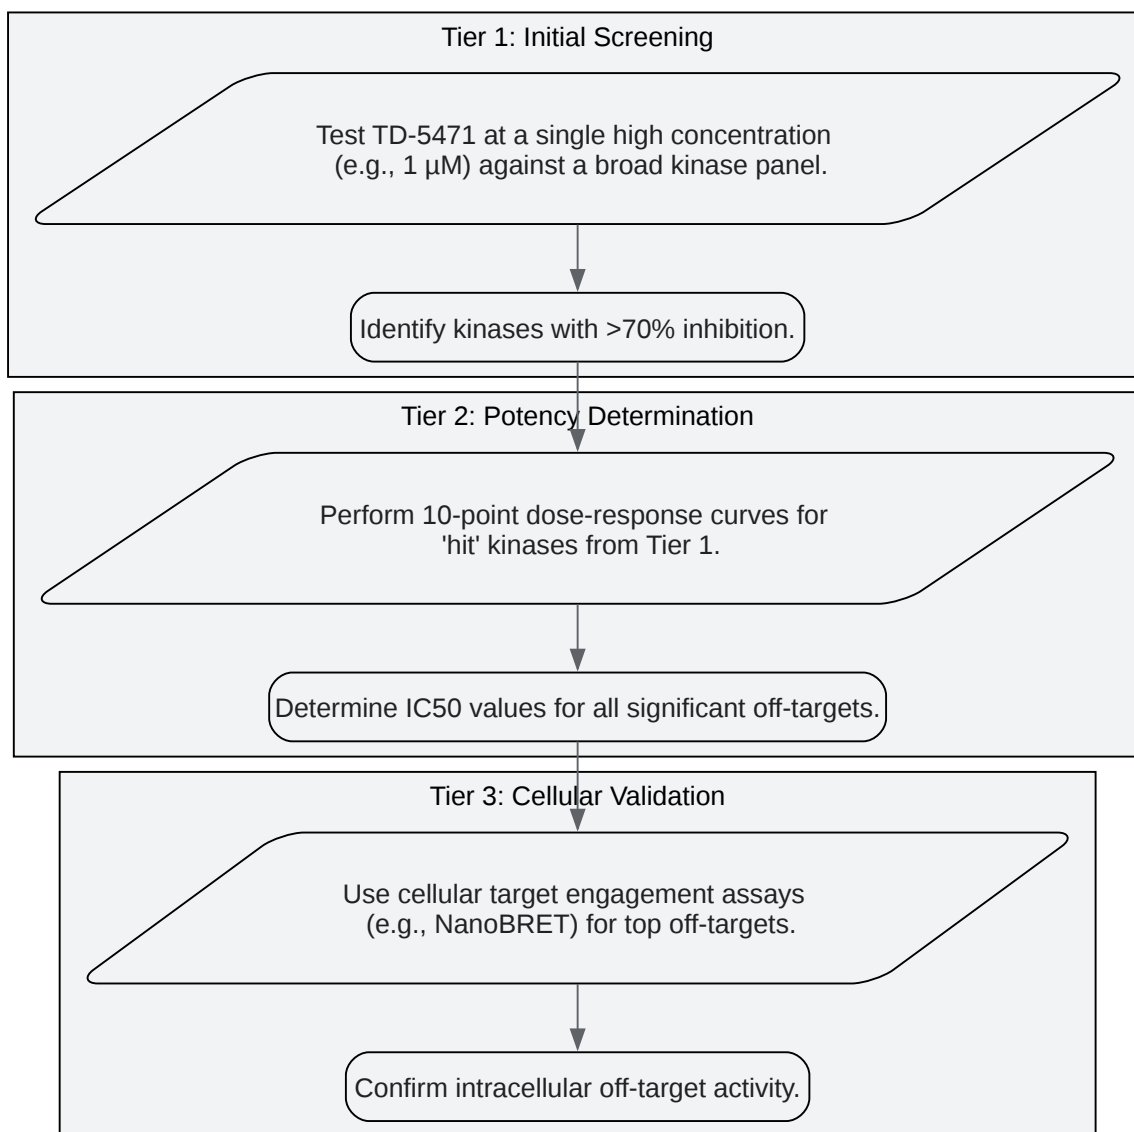 Tier 1: Initial Screening
Test TD-5471 at a single high concentration
(e.g., 1 µM) against a broad kinase panel.
Identify kinases with >70% inhibition.
Tier 2: Potency Determination
Perform 10-point dose-response curves for
'hit' kinases from Tier 1.
Determine IC50 values for all significant off-targets.
Tier 3: Cellular Validation
Use cellular target engagement assays
(e.g., NanoBRET) for top off-targets.
Confirm intracellular off-target activity.